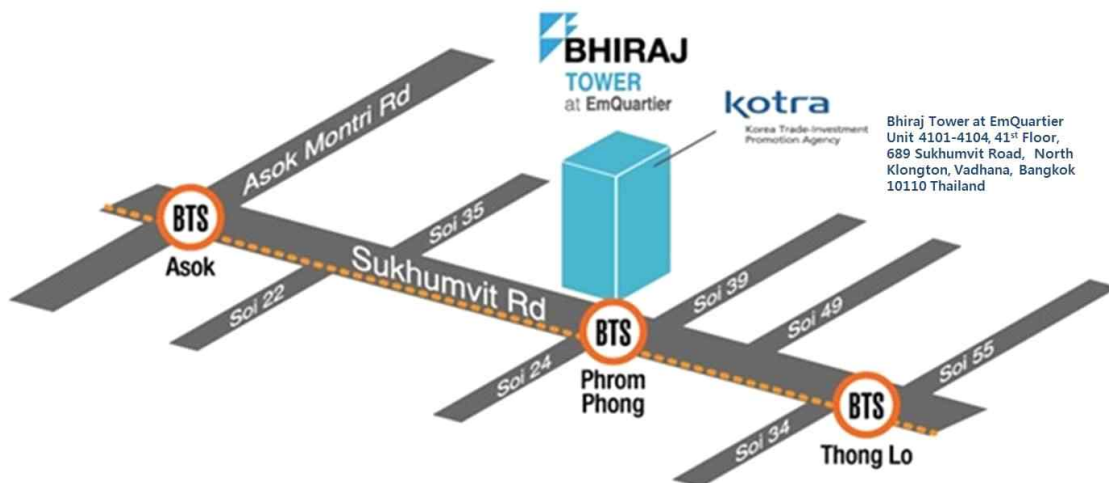 BHIRAJ
TOWER
at EmQuartier
kotra
Korea Trade-Investment
Promotion Agency
Bhiraj Tower at EmQuartier
Unit 4101-4104, 41st Floor,
689 Sukhumvit Road, North
Klongton, Vadhana, Bangkok
10110 Thailand
Asok Montri Rd
BTS
Asok
Soi 35
Sukhumvit Rd
Soi 22
Soi 39
BTS
Phrom
Phong
Soi 24
Soi 49
Soi 55
BTS
Thong Lo
Soi 34